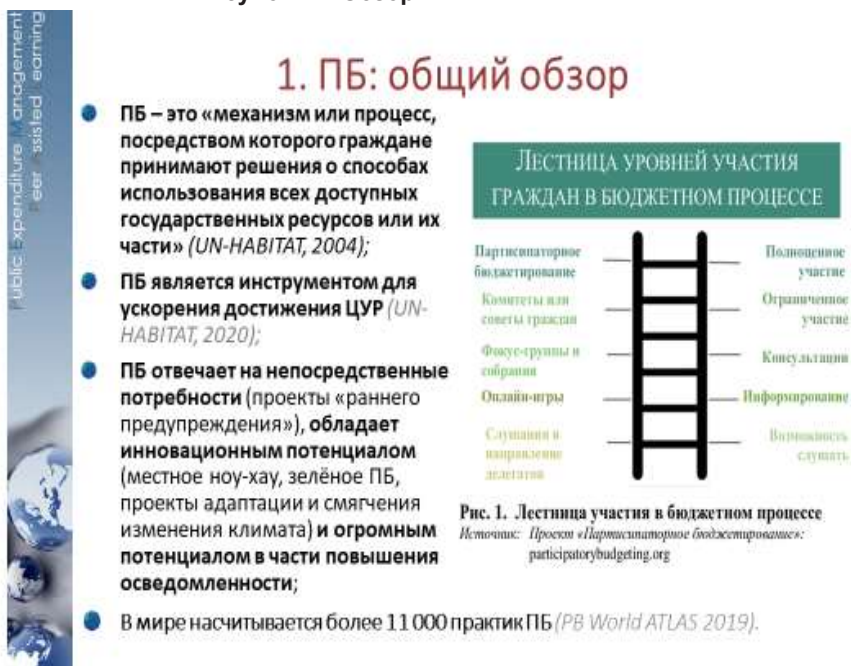 Public Expenditure Management
Peer Assisted Learning
1. ПБ: общий обзор
ПБ – это «механизм или процесс,
посредством которого граждане
принимают решения о способах
использования всех доступных
государственных ресурсов или их
части» (UN-HABITAT, 2004);
ПБ является инструментом для
ускорения достижения ЦУР (UN-
HABITAT, 2020);
ПБ отвечает на непосредственные
потребности (проекты «раннего
предупреждения»), обладает
инновационным потенциалом
(местное ноу-хау, зелёное ПБ,
проекты адаптации и смягчения
изменения климата) и огромным
потенциалом в части повышения
осведомленности;
В мире насчитывается более 11 000 практик ПБ (PB World ATLAS 2019).
ЛЕСТНИЦА УРОВНЕЙ УЧАСТИЯ
ГРАЖДАН В БЮДЖЕТНОМ ПРОЦЕССЕ
Партисипаторное
бюджетирование
Полноценное
участие
Комитеты или
советы граждан
Ограниченное
участие
Фокус-группы и
собрания
Консультации
Онлайн-игры
Информирование
Слушания и
направление
делегатов
Возможность
слушать
Рис. 1. Лестница участия в бюджетном процессе
Источник: Проект «Партисипаторное бюджетирование»:
participatorybudgeting.org